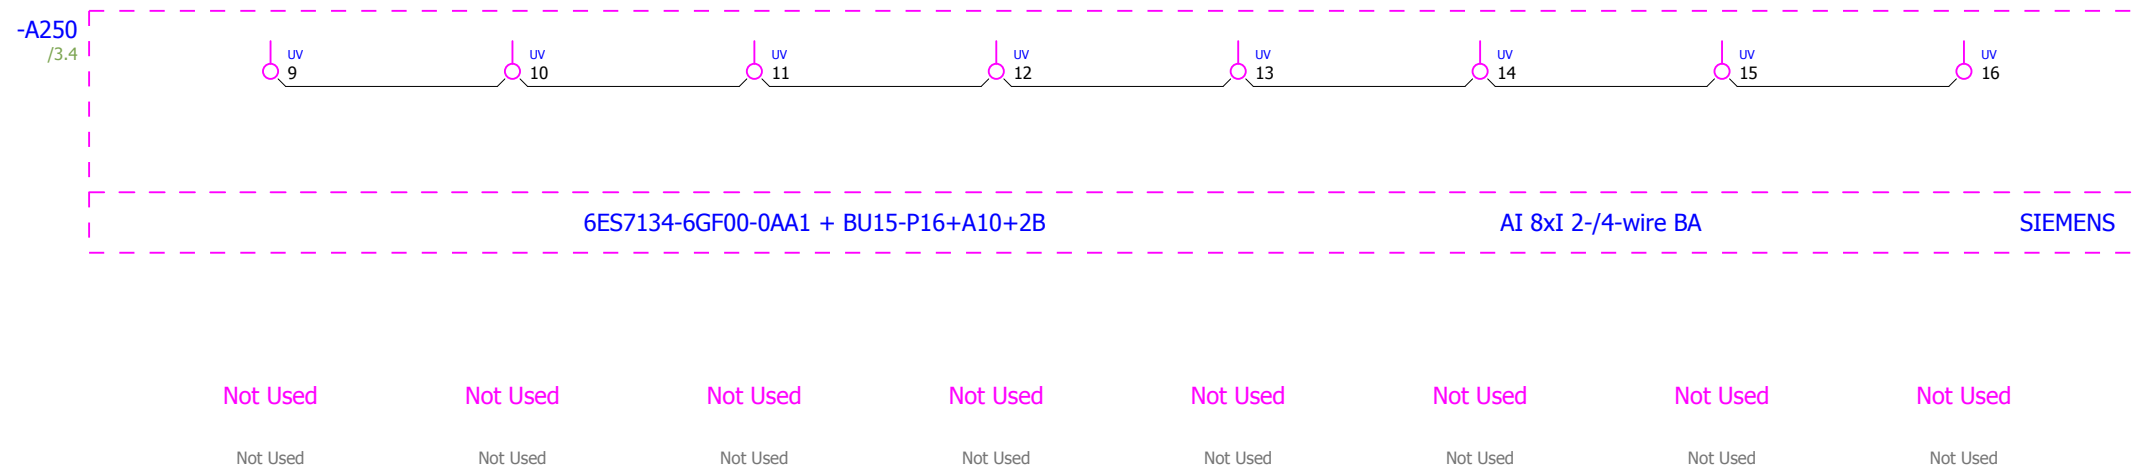 -A250
/3.4
UV UV UV UV UV UV UV UV
9 10 11 12 13 14 15 16
6ES7134-6GF00-0AA1 + BU15-P16+A10+2B AI 8xI 2-/4-wire BA SIEMENS
Not Used Not Used Not Used Not Used Not Used Not Used Not Used Not Used
Not Used Not Used Not Used Not Used Not Used Not Used Not Used Not Used